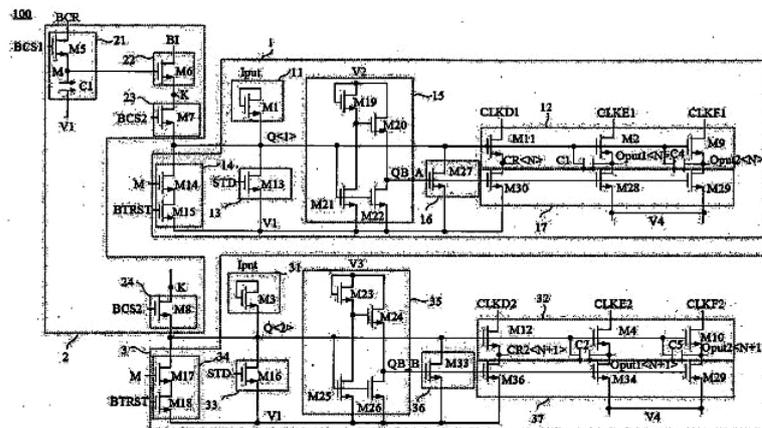 100
BCR
21
BCS1
M5
M
C1
V1
BI
22
M6
K
23
BCS2
M7
1
Iput
11
M1
V2
M19
15
M20
CLKD1
12
CLKE1
CLKF1
M11
M2
M9
Q<1>
CR<N>
C1
Oput1<N>
C4
Oput2<N>
14
M
M14
STD
M13
QB_A
M27
M30
M28
M29
BTRST
M15
13
V1
M21
M22
16
17
V4
24
K
BCS2
M8
2
Iput
31
M3
V3
M23
35
M24
CLKD2
32
CLKE2
CLKF2
M12
M4
M10
Q<2>
CR2<N+1>
C2
Oput1<N+1>
C5
Oput2<N+1>
3
34
M
M17
STD
M16
QB_B
M33
M36
M34
M29
BTRST
M18
33
V1
M25
M26
36
37
V4